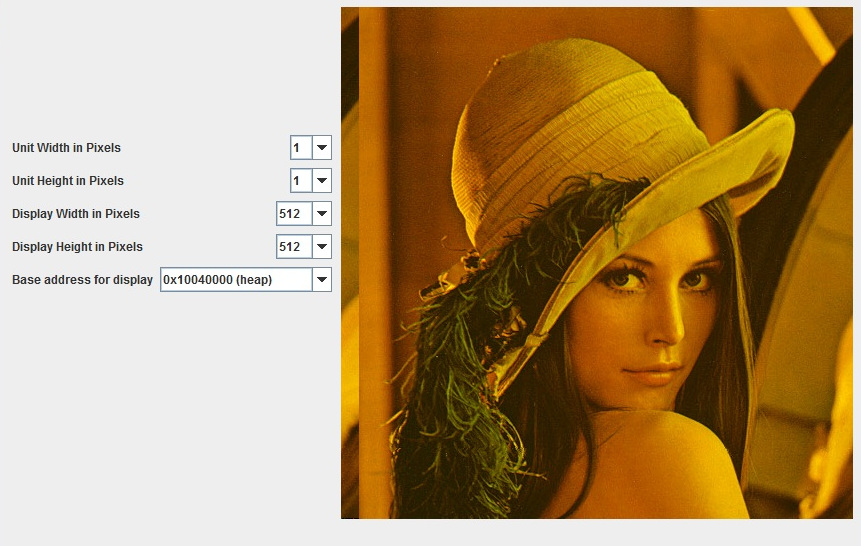 Unit Width in Pixels 1
Unit Height in Pixels 1
Display Width in Pixels 512
Display Height in Pixels 512
Base address for display 0x10040000 (heap)